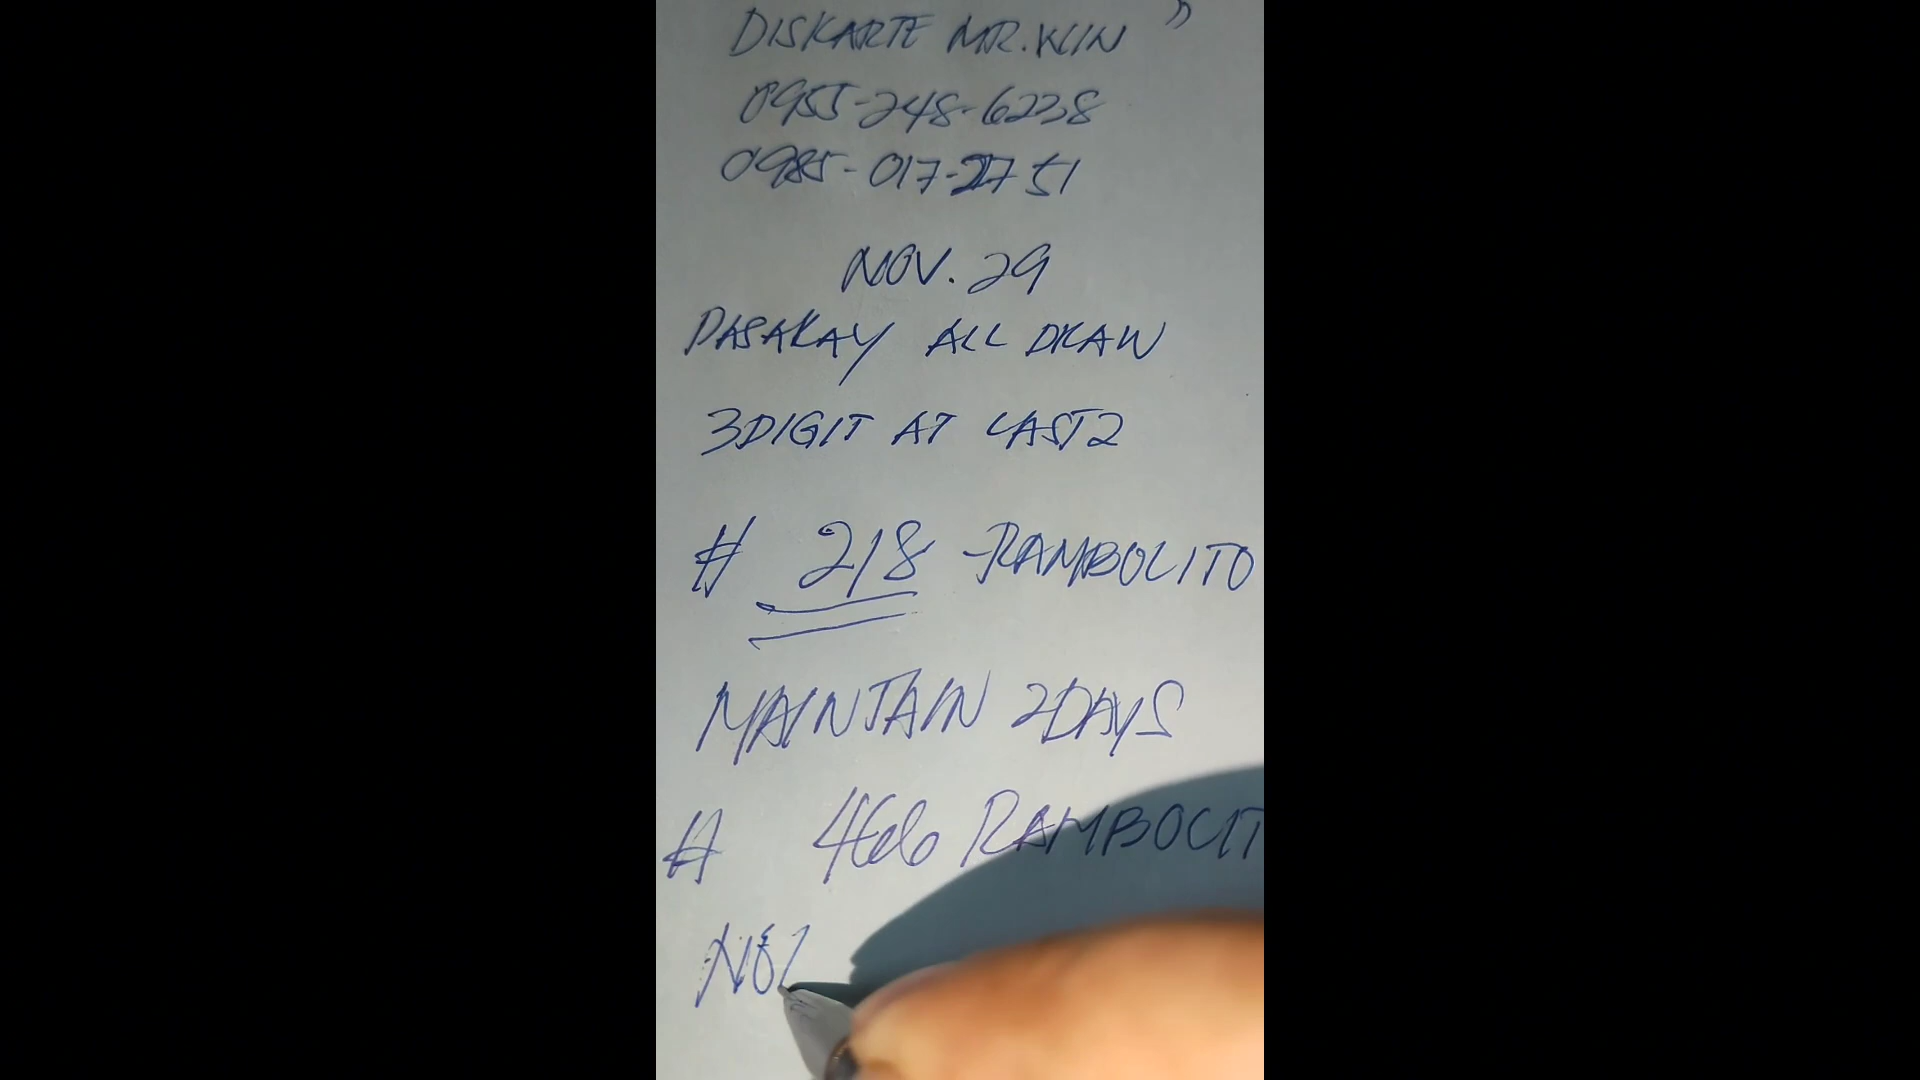 DISKARTE MR. WIN "
0955-248-6238
0985-017-2751
NOV. 29
PASAKAY ALL DRAW
3DIGIT AT LAST2
# 218 -RAMBOLITO
MAINTAIN 2DAYS
# 466 RAMBOLIT